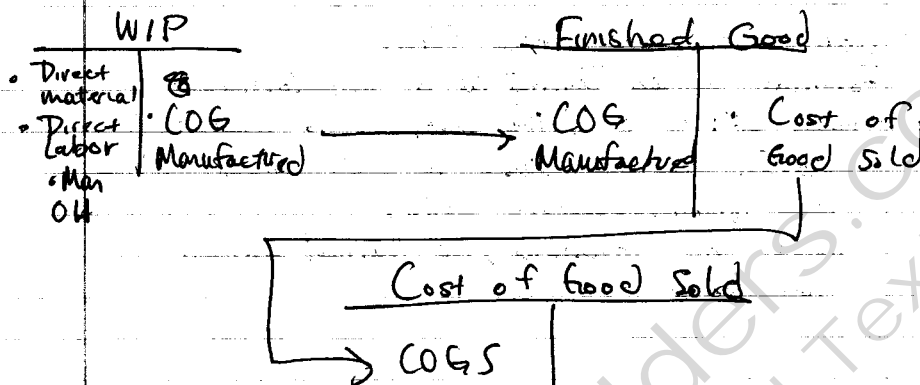 WIP
Finished Good
• Direct
material
• COG
• COG
Cost of
• Direct
Labor
Manufactured
Manufactured
Good Sold
• Man
OH
Cost of Good Sold
COGS